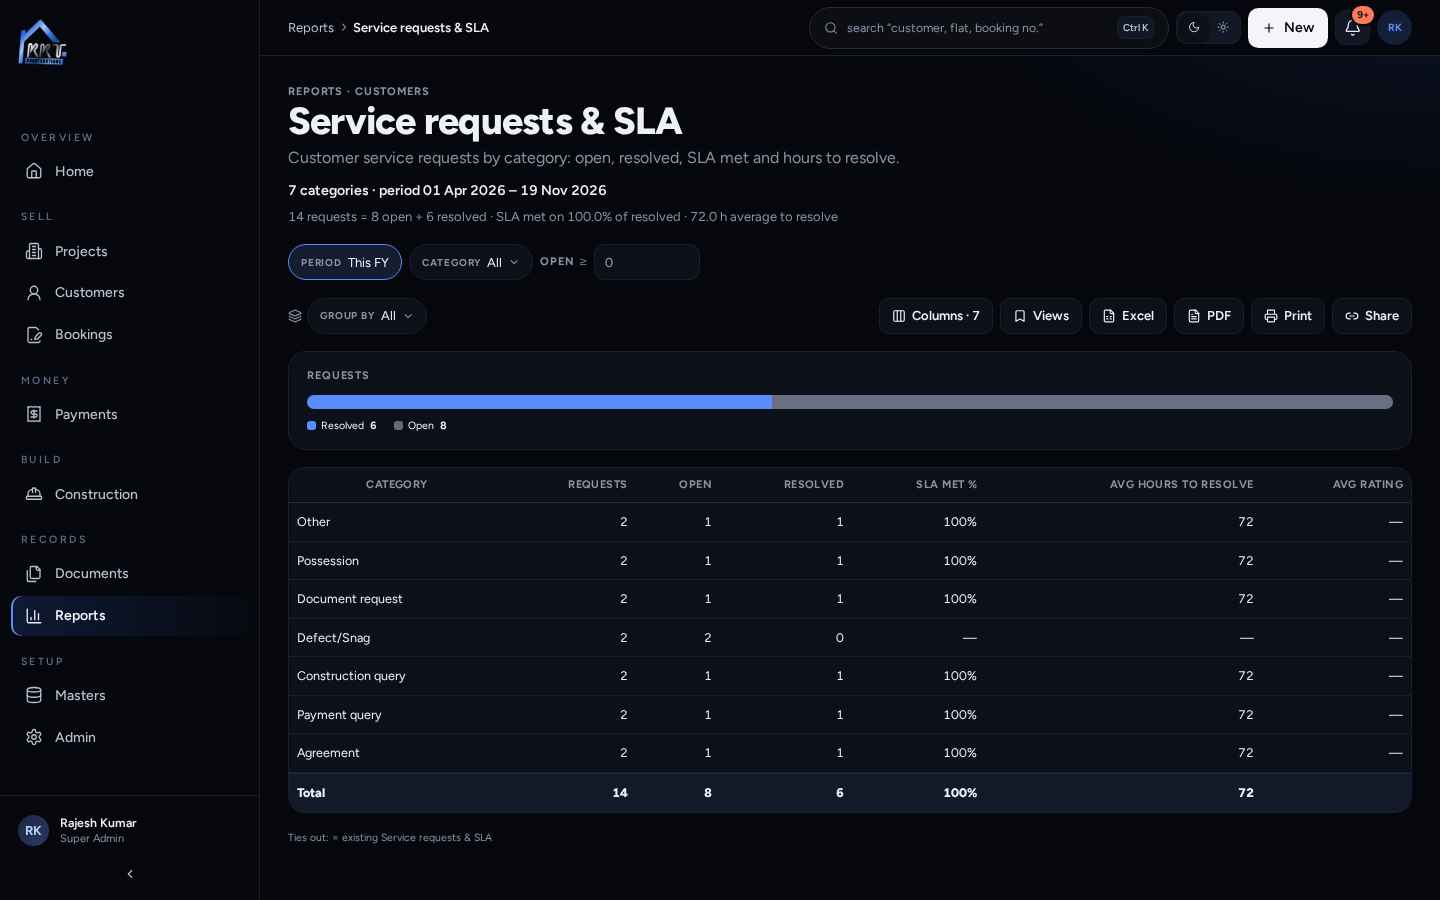 Reports > Service requests & SLA
search “customer, flat, booking no.”
Ctrl K
+ New
9+
RK
OVERVIEW
Home
SELL
Projects
Customers
Bookings
MONEY
Payments
BUILD
Construction
RECORDS
Documents
Reports
SETUP
Masters
Admin
RK
Rajesh Kumar
Super Admin
REPORTS · CUSTOMERS
Service requests & SLA
Customer service requests by category: open, resolved, SLA met and hours to resolve.
7 categories · period 01 Apr 2026 – 19 Nov 2026
14 requests = 8 open + 6 resolved · SLA met on 100.0% of resolved · 72.0 h average to resolve
PERIOD This FY CATEGORY All OPEN ≥ 0
GROUP BY All
Columns · 7 Views Excel PDF Print Share
REQUESTS
Resolved 6 Open 8
CATEGORY REQUESTS OPEN RESOLVED SLA MET % AVG HOURS TO RESOLVE AVG RATING
Other 2 1 1 100% 72 —
Possession 2 1 1 100% 72 —
Document request 2 1 1 100% 72 —
Defect/Snag 2 2 0 — — —
Construction query 2 1 1 100% 72 —
Payment query 2 1 1 100% 72 —
Agreement 2 1 1 100% 72 —
Total 14 8 6 100% 72
Ties out: = existing Service requests & SLA